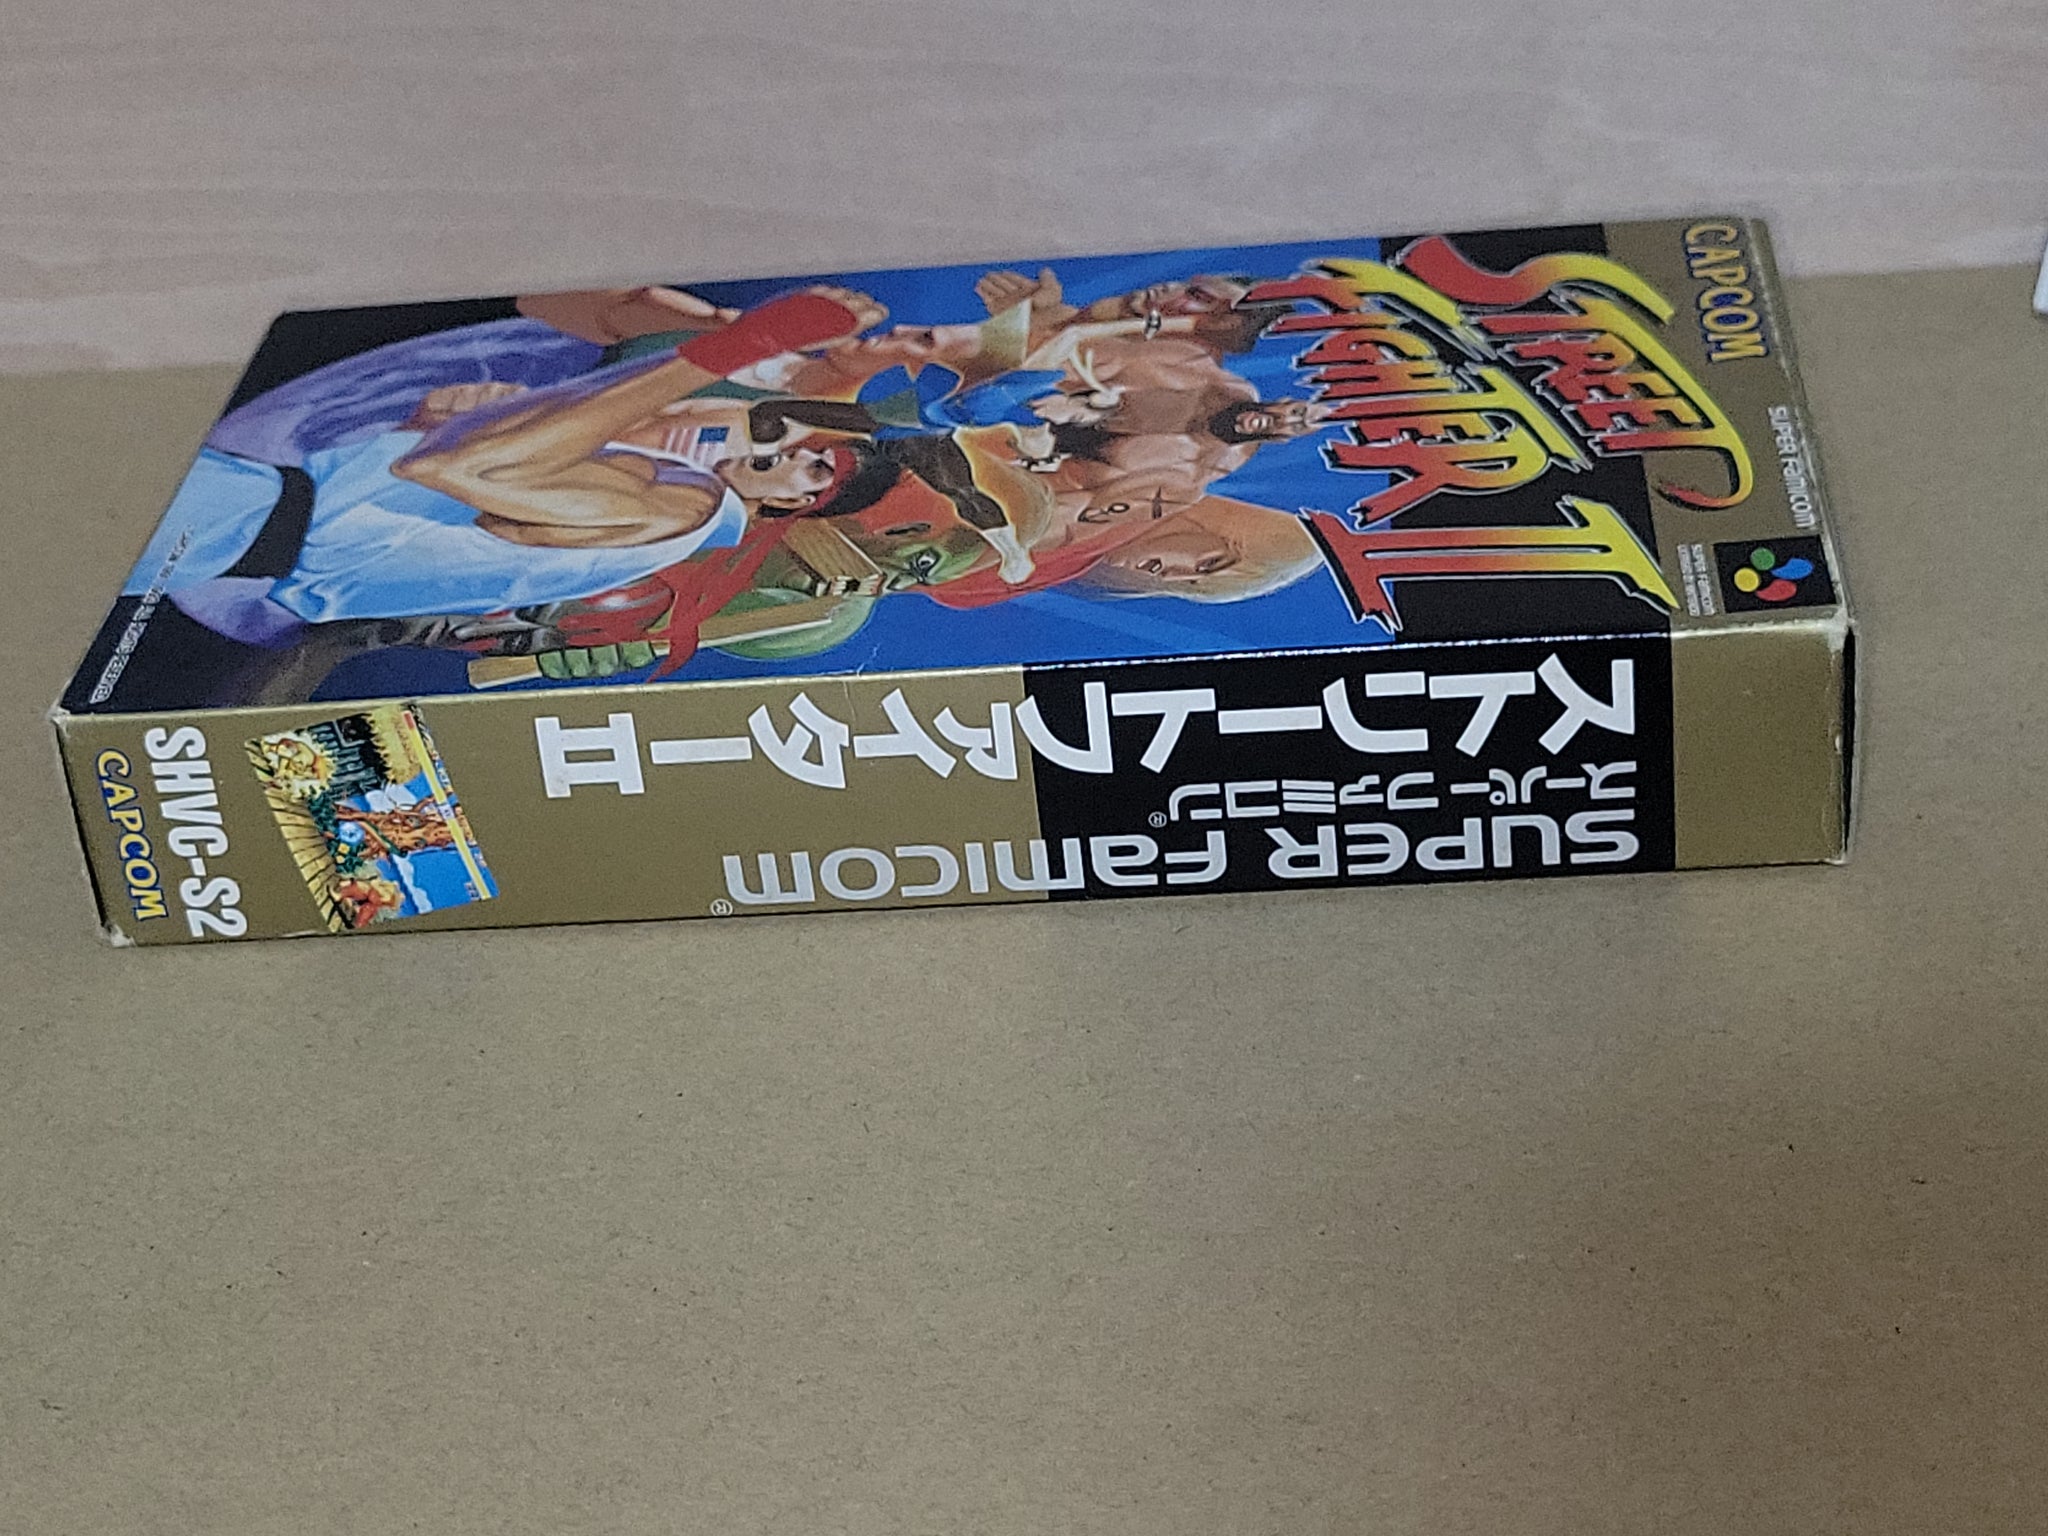 CAPCOM
SUPER FAMICOM
STREET
FIGHTER II
ストリートファイターII
スーパーファミコン®
SUPER FAMICOM®
SHVC-S2
CAPCOM